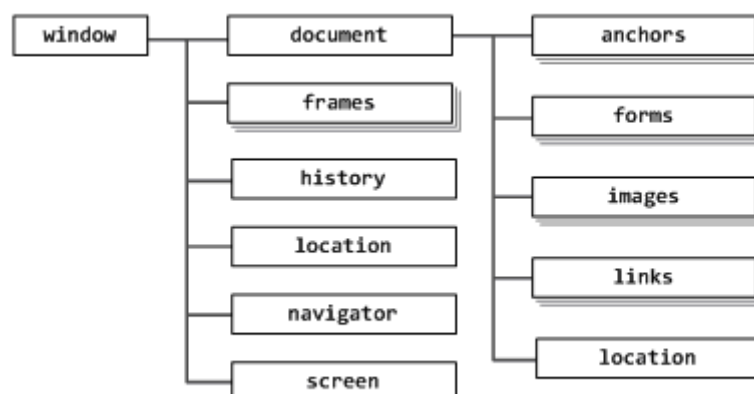 window
document
anchors
frames
forms
history
images
location
links
navigator
location
screen